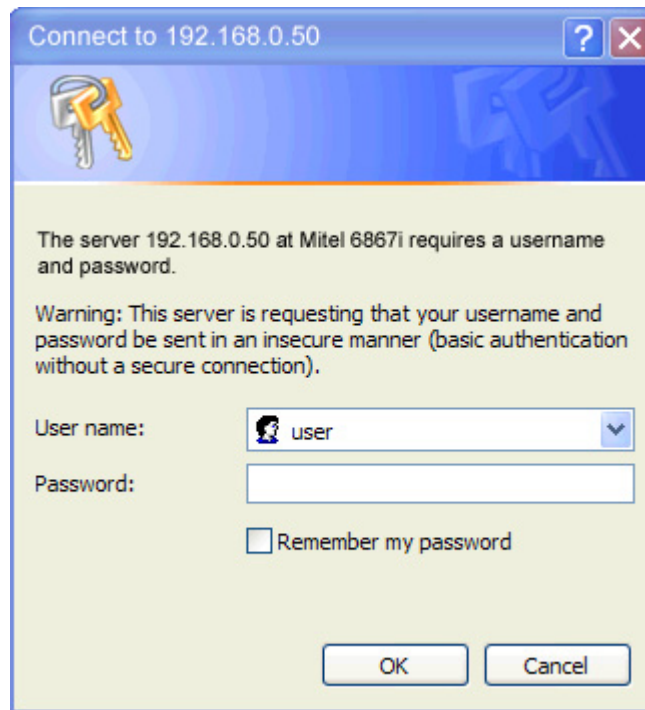 Connect to 192.168.0.50
?
The server 192.168.0.50 at Mitel 6867i requires a username
and password.
Warning: This server is requesting that your username and
password be sent in an insecure manner (basic authentication
without a secure connection).
User name:
user
Password:
Remember my password
OK
Cancel